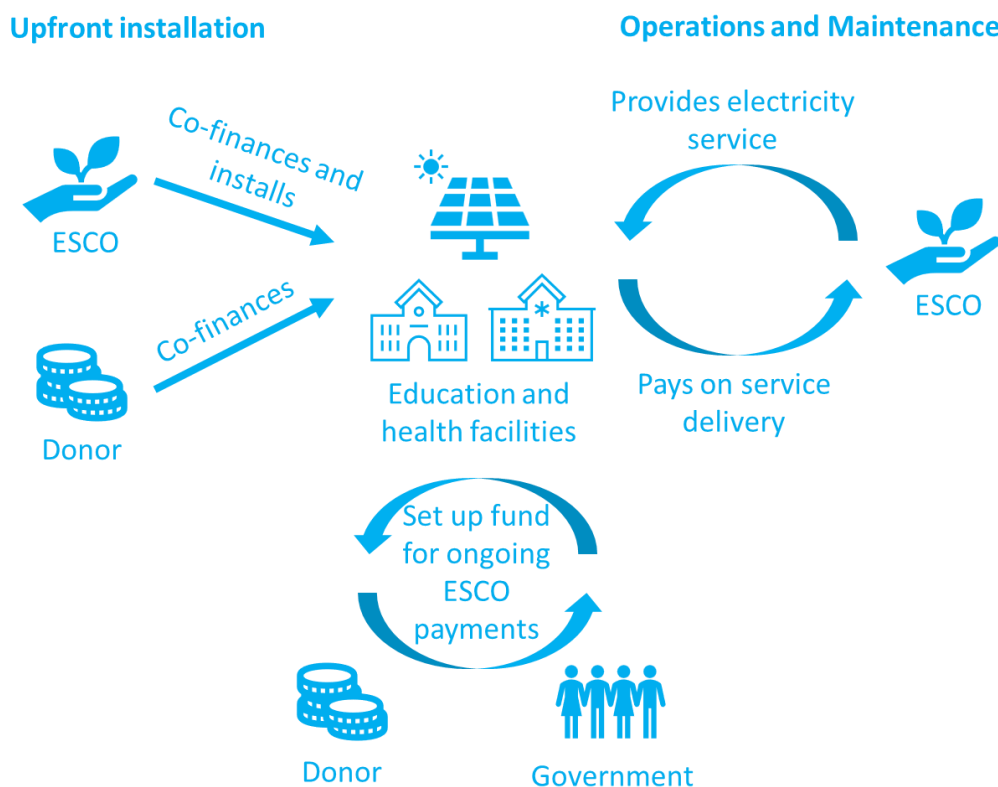 Upfront installation
Operations and Maintenance
Co-finances and
installs
ESCO
Co-finances
Donor
Education and
health facilities
Provides electricity
service
ESCO
Pays on service
delivery
Set up fund
for ongoing
ESCO
payments
Donor
Government